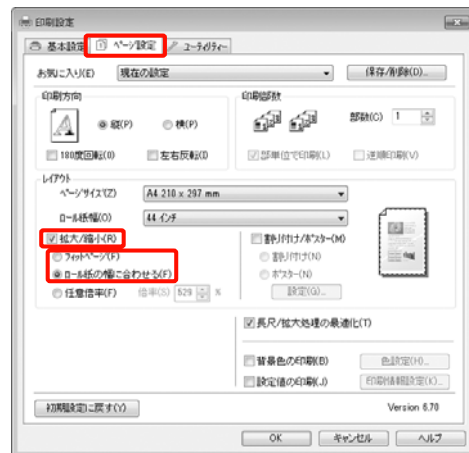 印刷設定
基本設定 ページ設定 ユーティリティー
お気に入り(E) 現在の設定 保存/削除(D)...
印刷方向 印刷部数
縦(P) 横(P) 部数(C) 1
180度回転(0) 左右反転(I) 部単位で印刷(L) 逆順印刷(V)
レイアウト
ページサイズ(Z) A4 210 x 297 mm
ロール紙幅(O) 44 インチ
拡大/縮小(R) 割り付け/ポスター(M)
フィットページ(Y) 割り付け(N)
ロール紙の幅に合わせる(F) ポスター(N)
任意倍率(F) 倍率(S) 529 % 設定(G)...
長尺/拡大処理の最適化(T)
背景色の印刷(B) 色設定(H)...
設定値の印刷(J) 印刷情報設定(K)...
初期設定に戻す(Y) Version 6.70
OK キャンセル ヘルプ